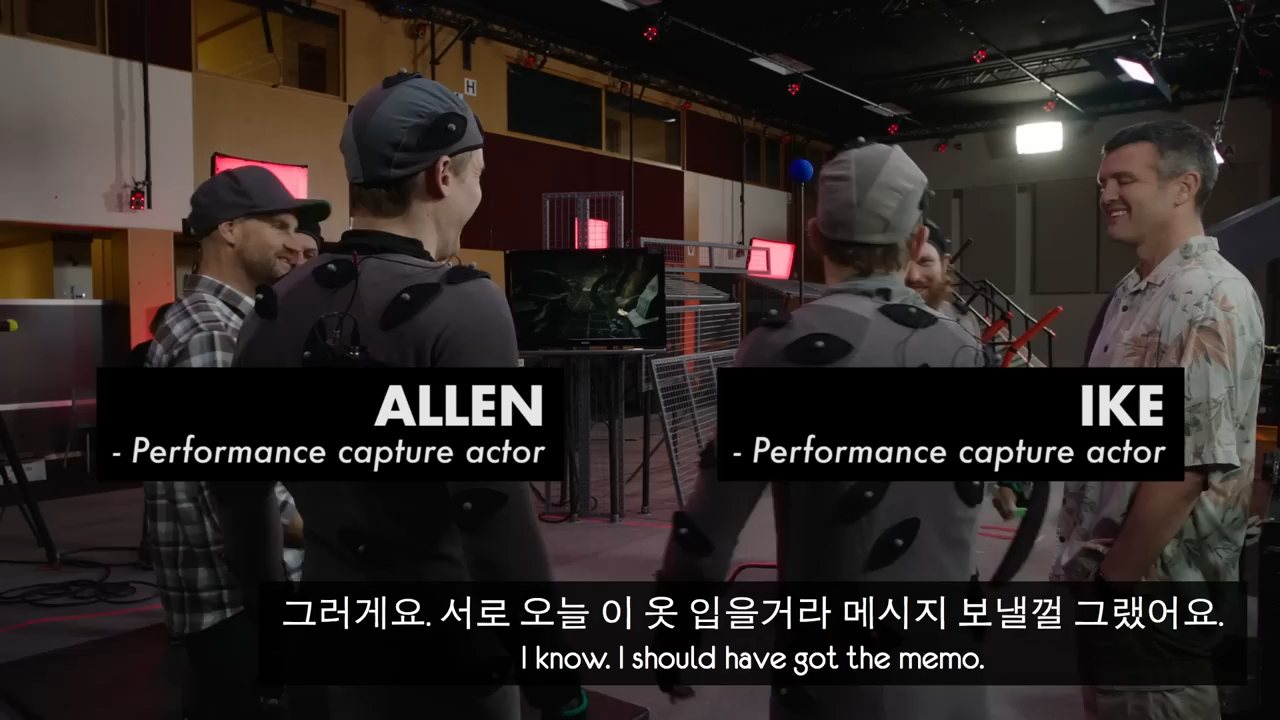 H
ALLEN
- Performance capture actor
IKE
- Performance capture actor
그러게요. 서로 오늘 이 옷 입을거라 메시지 보낼껄 그랬어요.
I know. I should have got the memo.